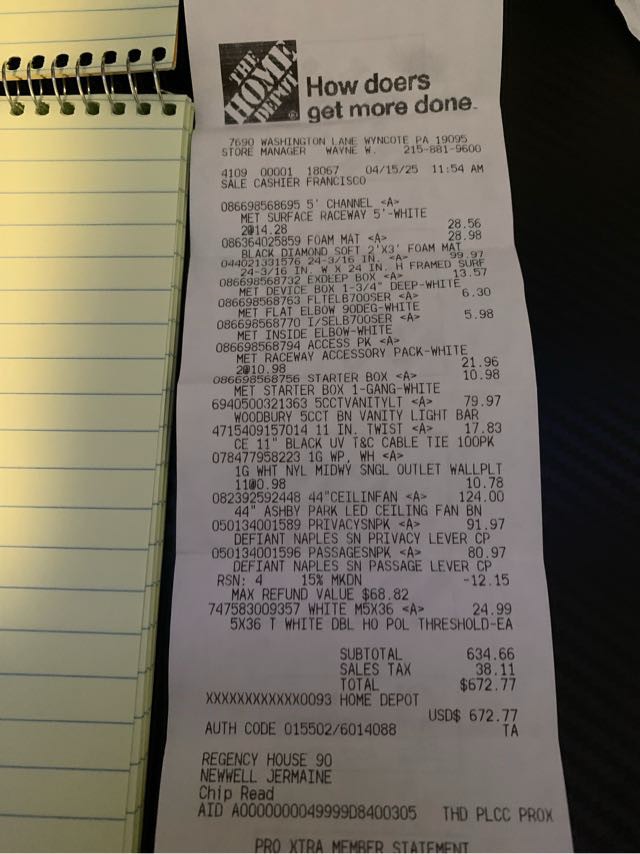 THE HOME DEPOT
How doers
get more done.
7690 WASHINGTON LANE WYNCOTE PA 19095
STORE MANAGER WAYNE W. 215-881-9600
4109 00001 18067 04/15/25 11:54 AM
SALE CASHIER FRANCISCO
086698568695 5' CHANNEL <A>
MET SURFACE RACEWAY 5'-WHITE
2@14.28 28.56
086364025859 FOAM MAT <A> 28.98
BLACK DIAMOND SOFT 2'X3' FOAM MAT
044021331576 24-3/16 IN. <A> 99.97
24-3/16 IN. W X 24 IN. H FRAMED SURF
086698568732 EXDEEP BOX <A> 13.57
MET DEVICE BOX 1-3/4" DEEP-WHITE
086698568763 FLTELB700SER <A> 6.30
MET FLAT ELBOW 90DEG-WHITE
086698568770 I/SELB700SER <A> 5.98
MET INSIDE ELBOW-WHITE
086698568794 ACCESS PK <A>
MET RACEWAY ACCESSORY PACK-WHITE
2@10.98 21.96
086698568756 STARTER BOX <A> 10.98
MET STARTER BOX 1-GANG-WHITE
6940500321363 5CCTVANITYLT <A> 79.97
WOODBURY 5CCT BN VANITY LIGHT BAR
4715409157014 11 IN. TWIST <A> 17.83
CE 11" BLACK UV T&C CABLE TIE 100PK
078477958223 1G WP, WH <A>
1G WHT NYL MIDWY SNGL OUTLET WALLPLT
11@0.98 10.78
082392592448 44"CEILINFAN <A> 124.00
44" ASHBY PARK LED CEILING FAN BN
050134001589 PRIVACYSNPK <A> 91.97
DEFIANT NAPLES SN PRIVACY LEVER CP
050134001596 PASSAGESNPK <A> 80.97
DEFIANT NAPLES SN PASSAGE LEVER CP
RSN: 4 15% MKDN -12.15
MAX REFUND VALUE $68.82
747583009357 WHITE M5X36 <A> 24.99
5X36 T WHITE DBL HO POL THRESHOLD-EA
SUBTOTAL 634.66
SALES TAX 38.11
TOTAL $672.77
XXXXXXXXXXXX0093 HOME DEPOT
USD$ 672.77
AUTH CODE 015502/6014088 TA
REGENCY HOUSE 90
NEWWELL JERMAINE
Chip Read
AID A0000000049999D8400305 THD PLCC PROX
PRO XTRA MEMBER STATEMENT